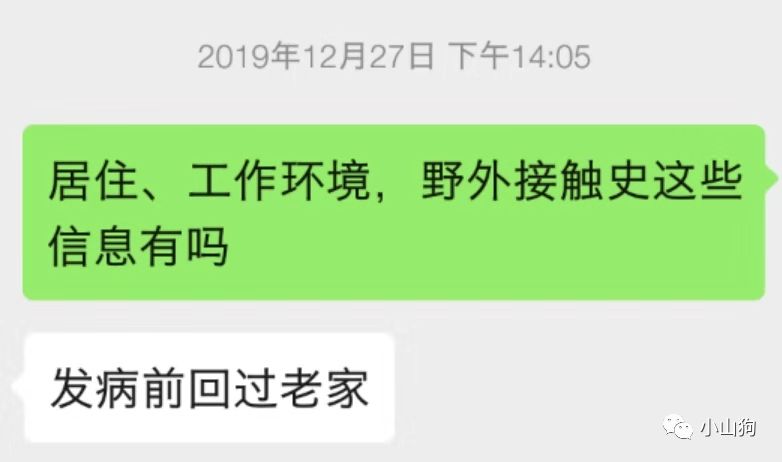 2019年12月27日 下午14:05
居住、工作环境，野外接触史这些
信息有吗
发病前回过老家
小山狗